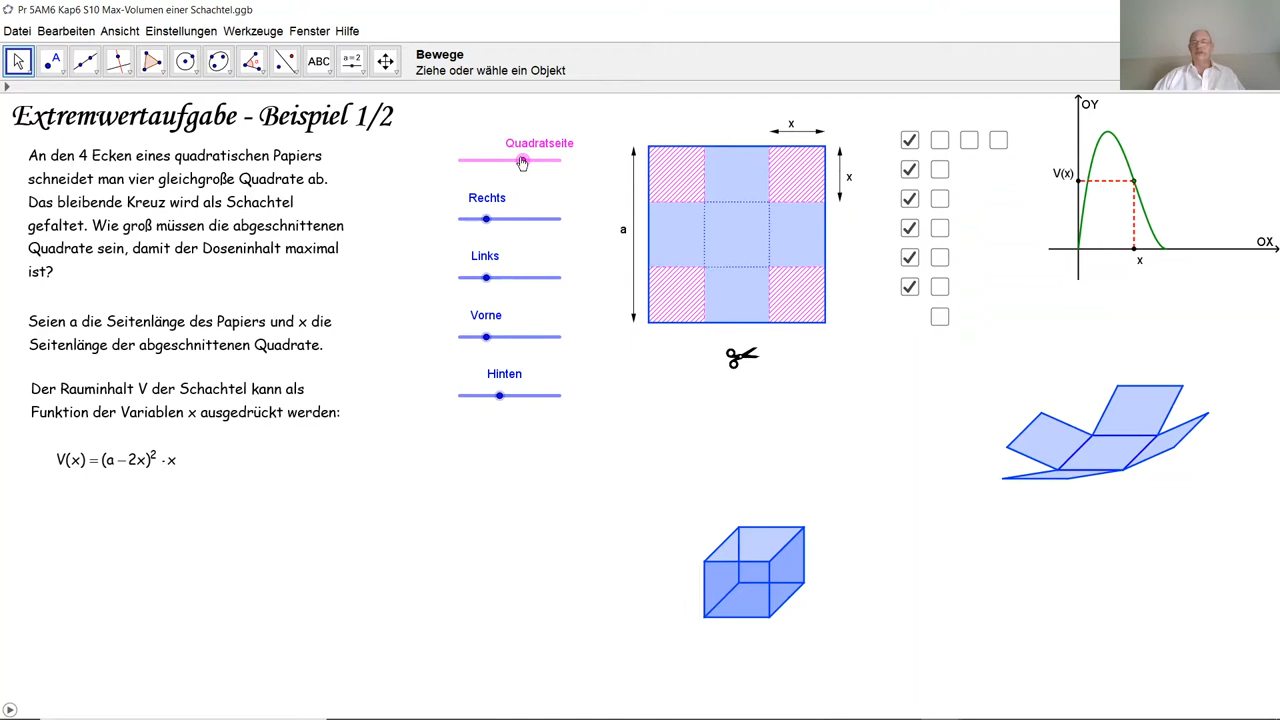 Pr 5AM6 Kap6 S10 Max-Volumen einer Schachtel.ggb
Datei Bearbeiten Ansicht Einstellungen Werkzeuge Fenster Hilfe
A
ABC
a=2
Bewege
Ziehe oder wähle ein Objekt
Extremwertaufgabe - Beispiel 1/2
An den 4 Ecken eines quadratischen Papiers
schneidet man vier gleichgroße Quadrate ab.
Das bleibende Kreuz wird als Schachtel
gefaltet. Wie groß müssen die abgeschnittenen
Quadrate sein, damit der Doseninhalt maximal
ist?
Seien a die Seitenlänge des Papiers und x die
Seitenlänge der abgeschnittenen Quadrate.
Der Rauminhalt V der Schachtel kann als
Funktion der Variablen x ausgedrückt werden:
V(x) = (a – 2x)² · x
Quadratseite
Rechts
Links
Vorne
Hinten
x
x
a
OY
V(x)
OX
x